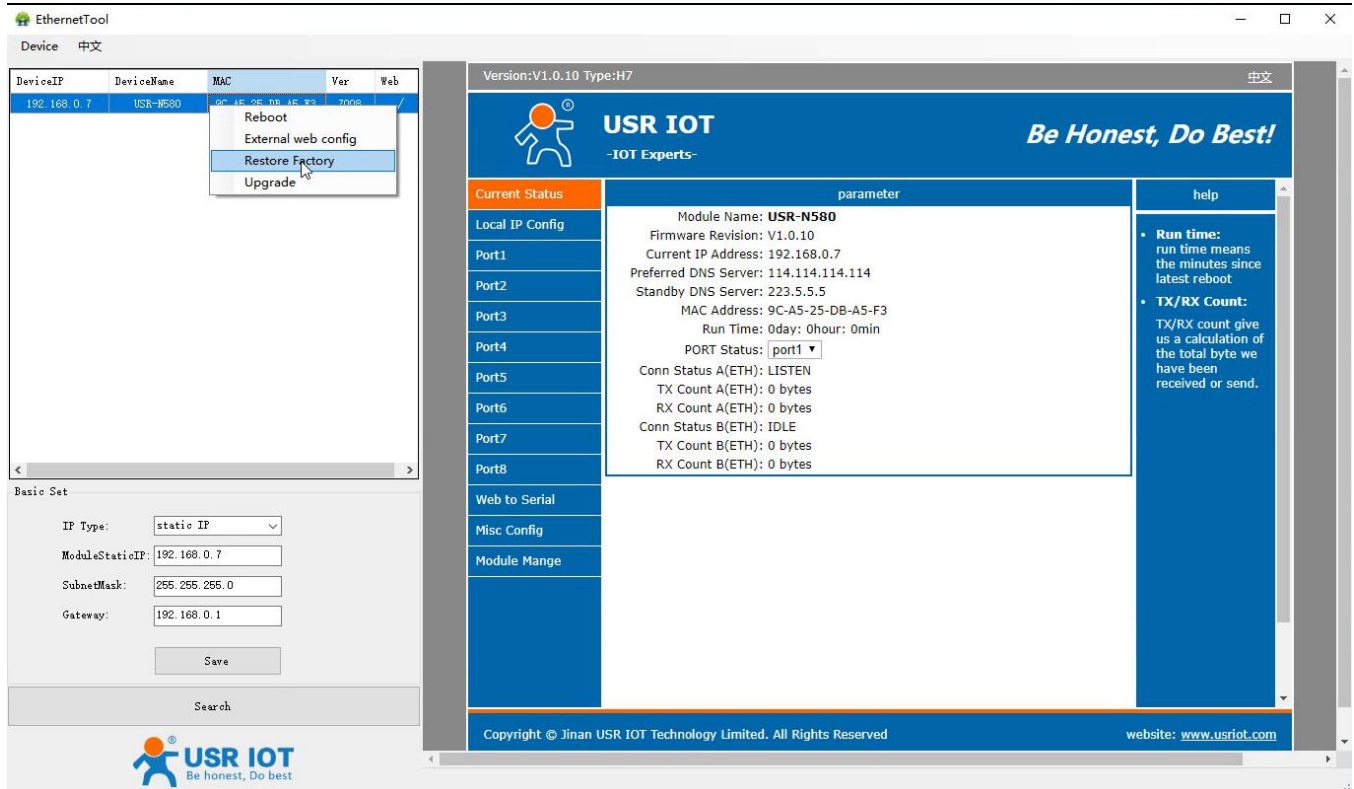 EthernetTool
Device 中文
DeviceIP DeviceName MAC Ver Web
192.168.0.7 USR-N580 9C A5 25 DB A5 F3 7008 /
Reboot
External web config
Restore Factory
Upgrade
Basic Set
IP Type: static IP
ModuleStaticIP: 192.168.0.7
SubnetMask: 255.255.255.0
Gateway: 192.168.0.1
Save
Search
®
USR IOT
Be honest, Do best
Version:V1.0.10 Type:H7 中文
®
USR IOT
-IOT Experts-
Be Honest, Do Best!
Current Status
Local IP Config
Port1
Port2
Port3
Port4
Port5
Port6
Port7
Port8
Web to Serial
Misc Config
Module Mange
parameter
Module Name: USR-N580
Firmware Revision: V1.0.10
Current IP Address: 192.168.0.7
Preferred DNS Server: 114.114.114.114
Standby DNS Server: 223.5.5.5
MAC Address: 9C-A5-25-DB-A5-F3
Run Time: 0day: 0hour: 0min
PORT Status: port1
Conn Status A(ETH): LISTEN
TX Count A(ETH): 0 bytes
RX Count A(ETH): 0 bytes
Conn Status B(ETH): IDLE
TX Count B(ETH): 0 bytes
RX Count B(ETH): 0 bytes
help
• Run time:
run time means
the minutes since
latest reboot
• TX/RX Count:
TX/RX count give
us a calculation of
the total byte we
have been
received or send.
Copyright © Jinan USR IOT Technology Limited. All Rights Reserved website: www.usriot.com